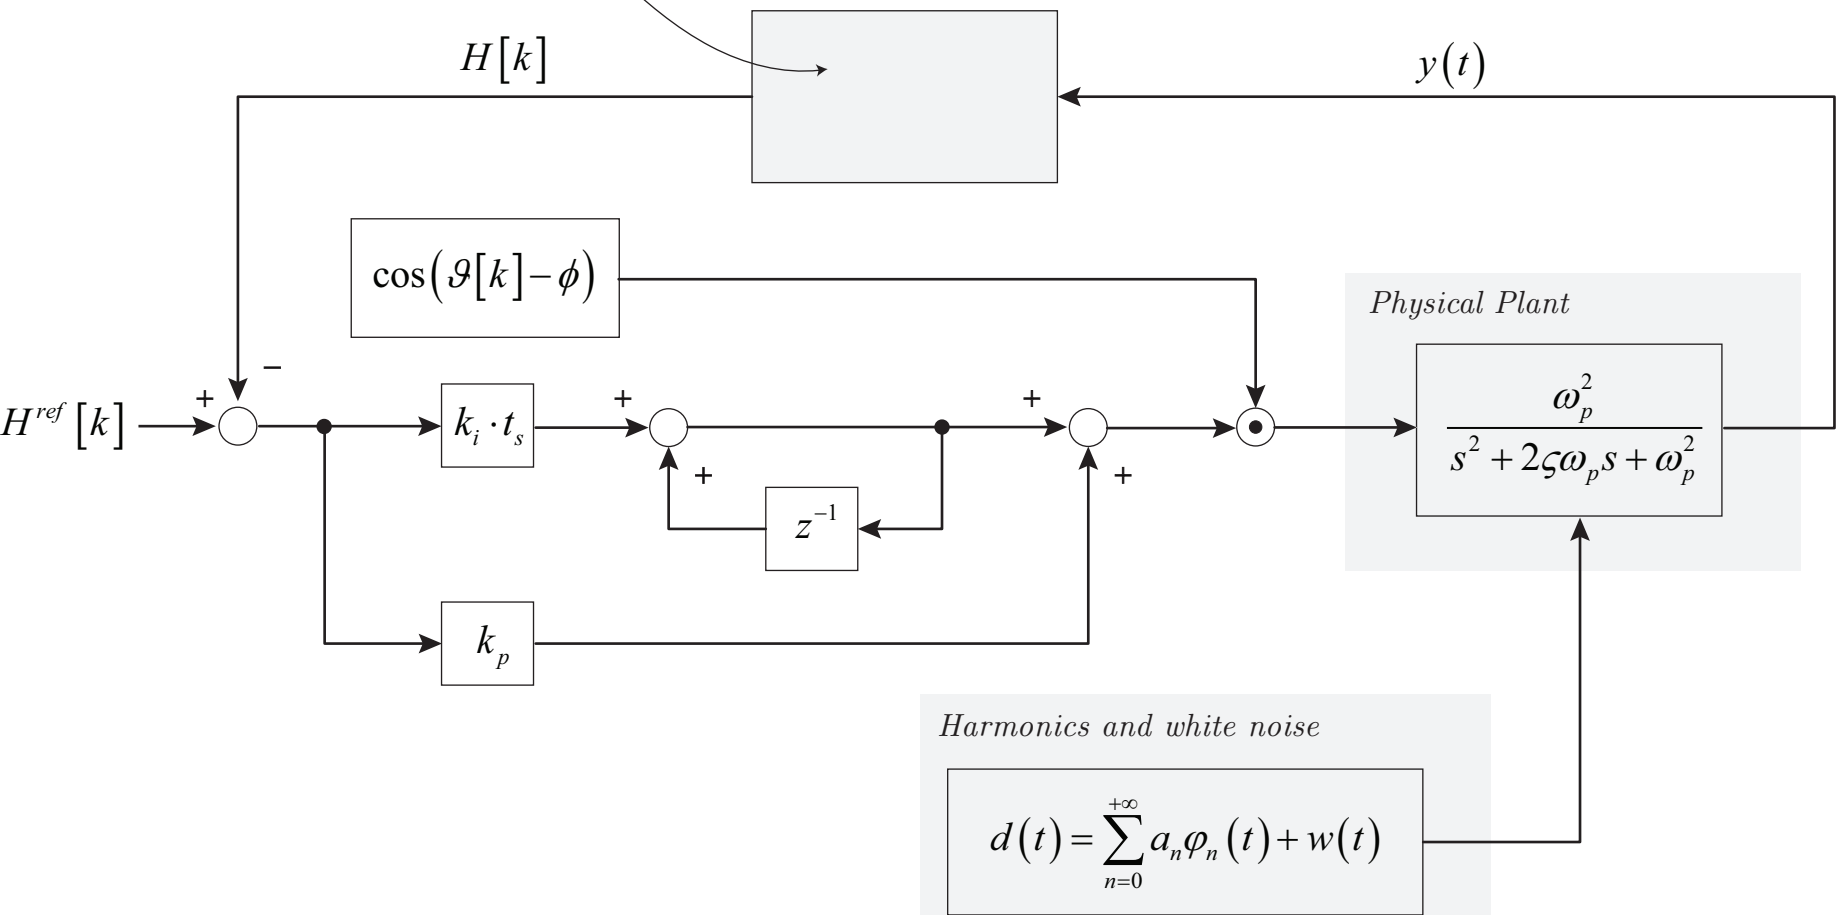 H[k]
y(t)
cos(ϑ[k]−ϕ)
Physical Plant
+
−
H^{ref}[k]
k_i · t_s
+
+
ω_p^2
s^2 + 2ςω_p s + ω_p^2
+
+
z^{−1}
k_p
Harmonics and white noise
d(t) = \sum_{n=0}^{+∞} a_n φ_n(t) + w(t)